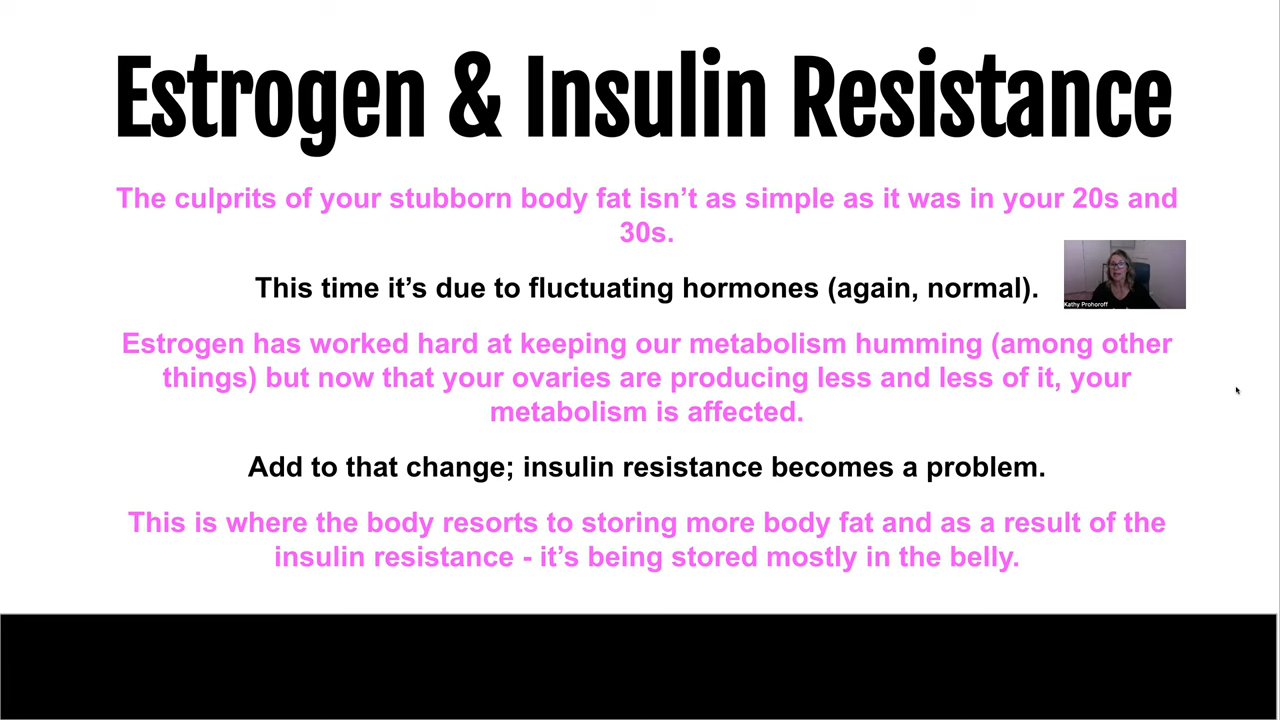 Estrogen & Insulin Resistance
The culprits of your stubborn body fat isn’t as simple as it was in your 20s and
30s.
This time it’s due to fluctuating hormones (again, normal).
Kathy Prohoroff
Estrogen has worked hard at keeping our metabolism humming (among other
things) but now that your ovaries are producing less and less of it, your
metabolism is affected.
Add to that change; insulin resistance becomes a problem.
This is where the body resorts to storing more body fat and as a result of the
insulin resistance - it’s being stored mostly in the belly.